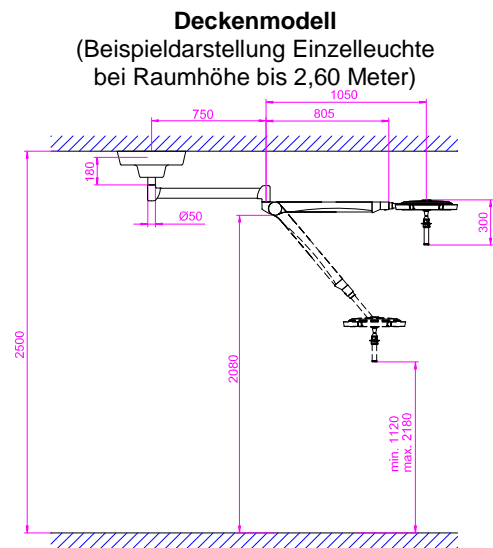 Deckenmodell
(Beispieldarstellung Einzelleuchte
bei Raumhöhe bis 2,60 Meter)
1050
750
805
180
300
Ø50
2500
2080
min. 1120
max. 2180